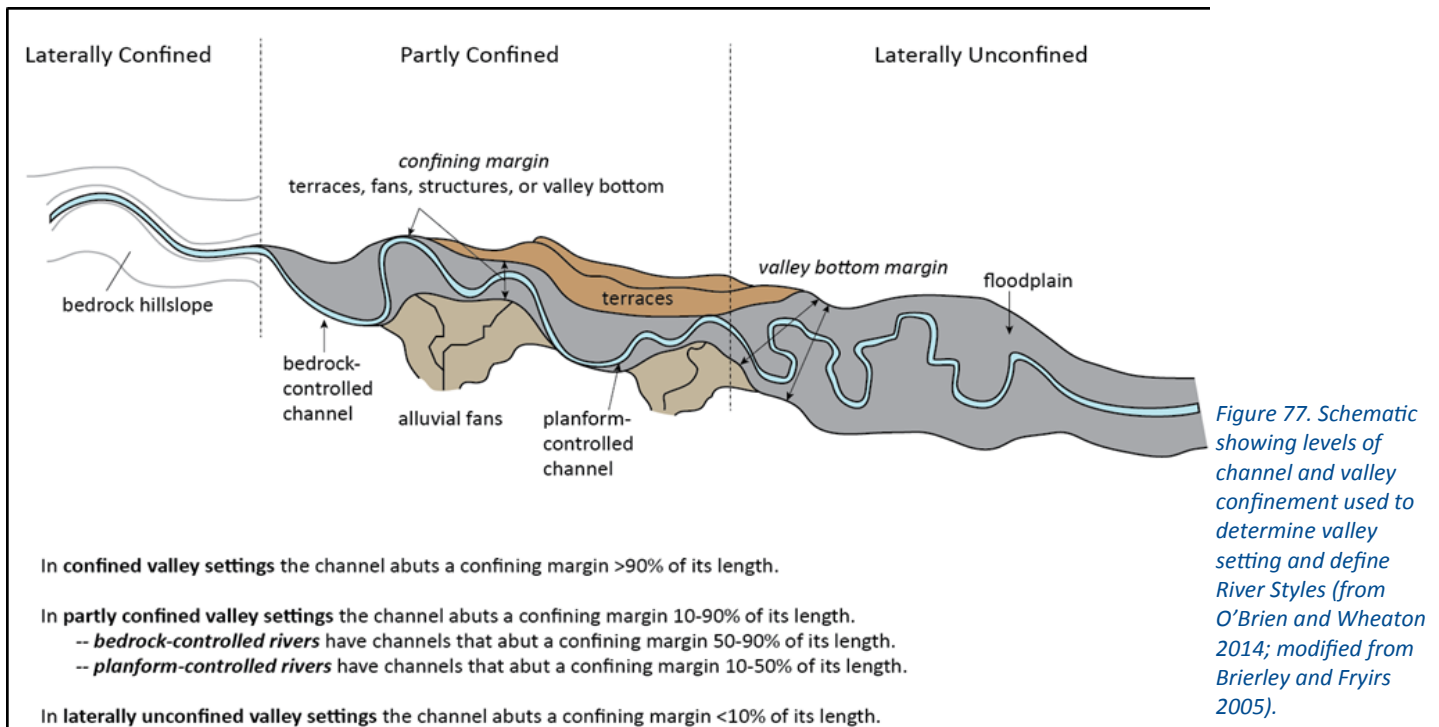 Laterally Confined
Partly Confined
Laterally Unconfined
confining margin
terraces, fans, structures, or valley bottom
valley bottom margin
floodplain
terraces
bedrock hillslope
bedrock-
controlled
channel
alluvial fans
planform-
controlled
channel
In confined valley settings the channel abuts a confining margin >90% of its length.
In partly confined valley settings the channel abuts a confining margin 10-90% of its length.
-- bedrock-controlled rivers have channels that abut a confining margin 50-90% of its length.
-- planform-controlled rivers have channels that abut a confining margin 10-50% of its length.
In laterally unconfined valley settings the channel abuts a confining margin <10% of its length.
Figure 77. Schematic
showing levels of
channel and valley
confinement used to
determine valley
setting and define
River Styles (from
O’Brien and Wheaton
2014; modified from
Brierley and Fryirs
2005).